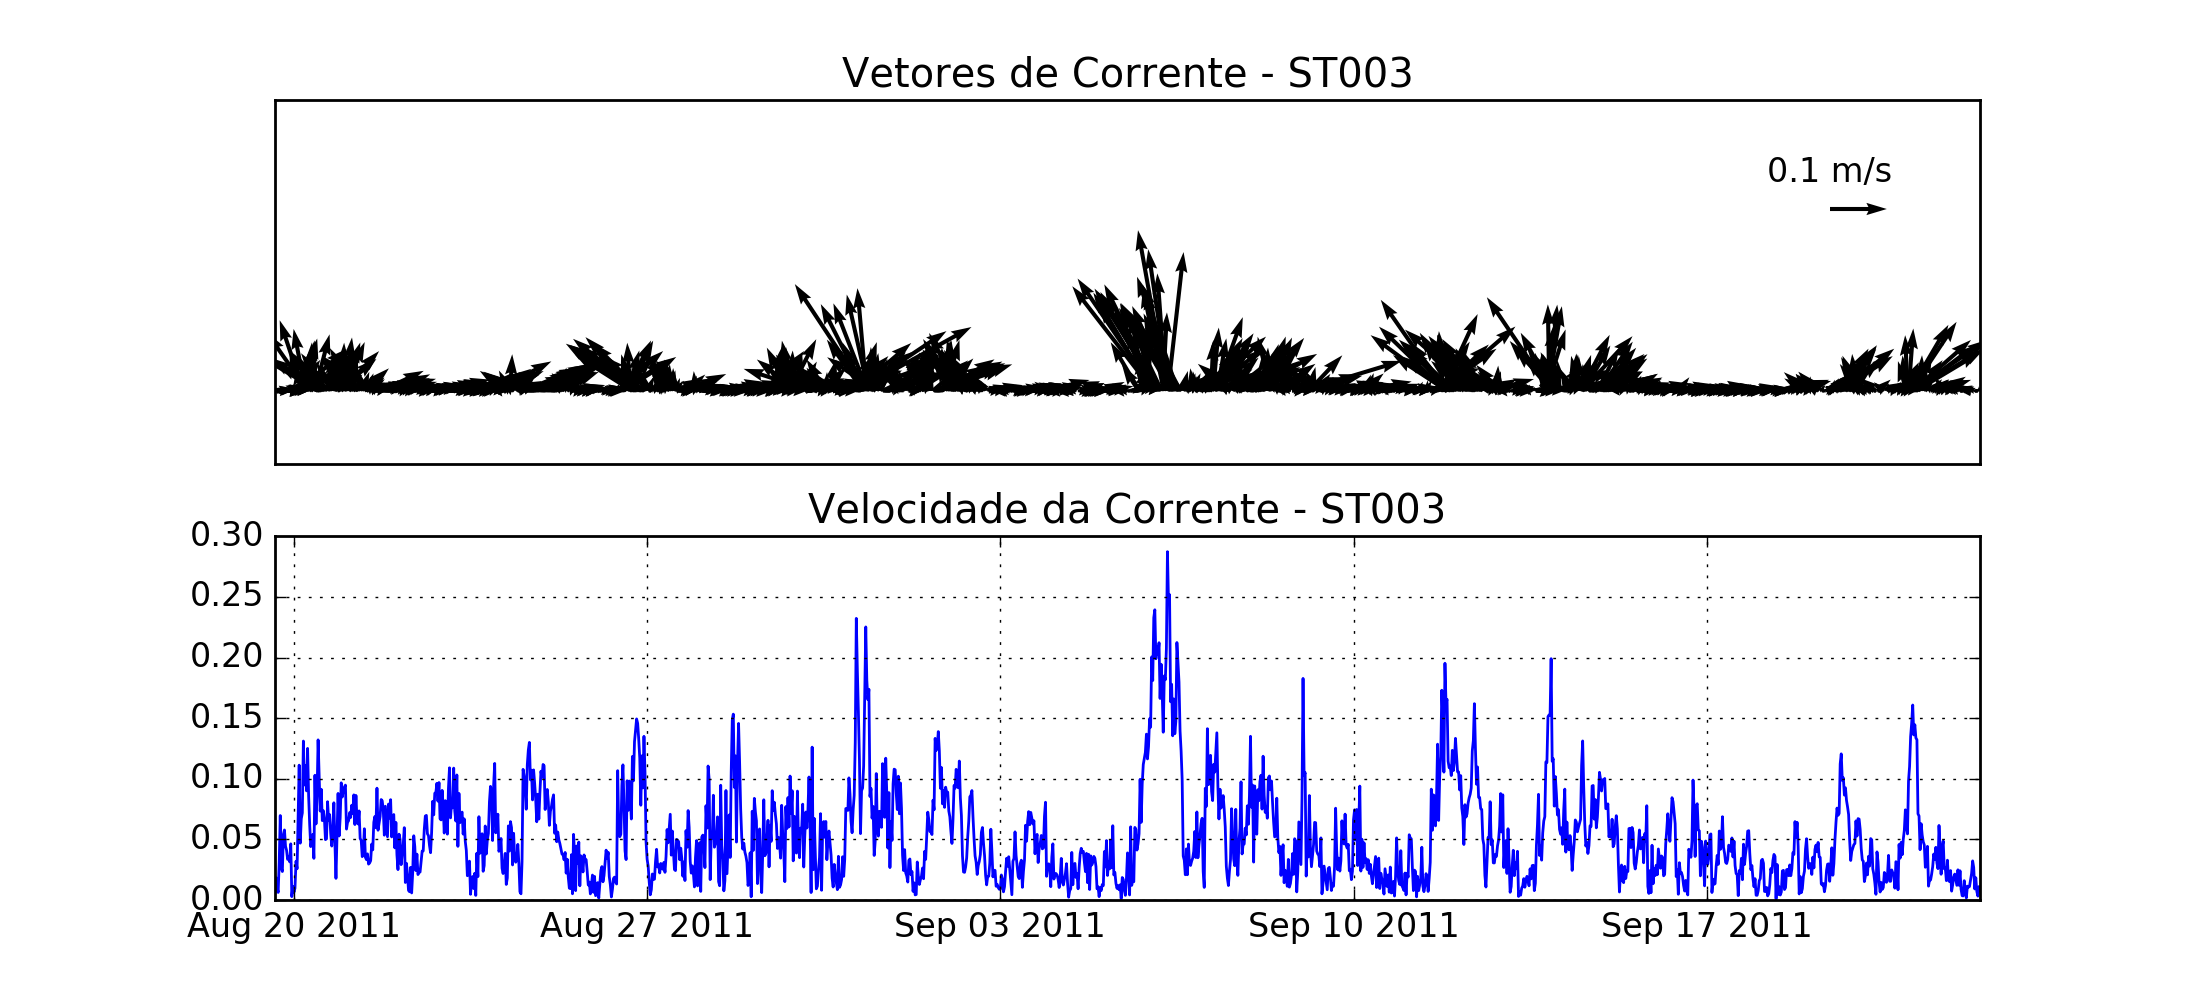 Vetores de Corrente - ST003
0.1 m/s
Velocidade da Corrente - ST003
0.30
0.25
0.20
0.15
0.10
0.05
0.00
Aug 20 2011 Aug 27 2011 Sep 03 2011 Sep 10 2011 Sep 17 2011